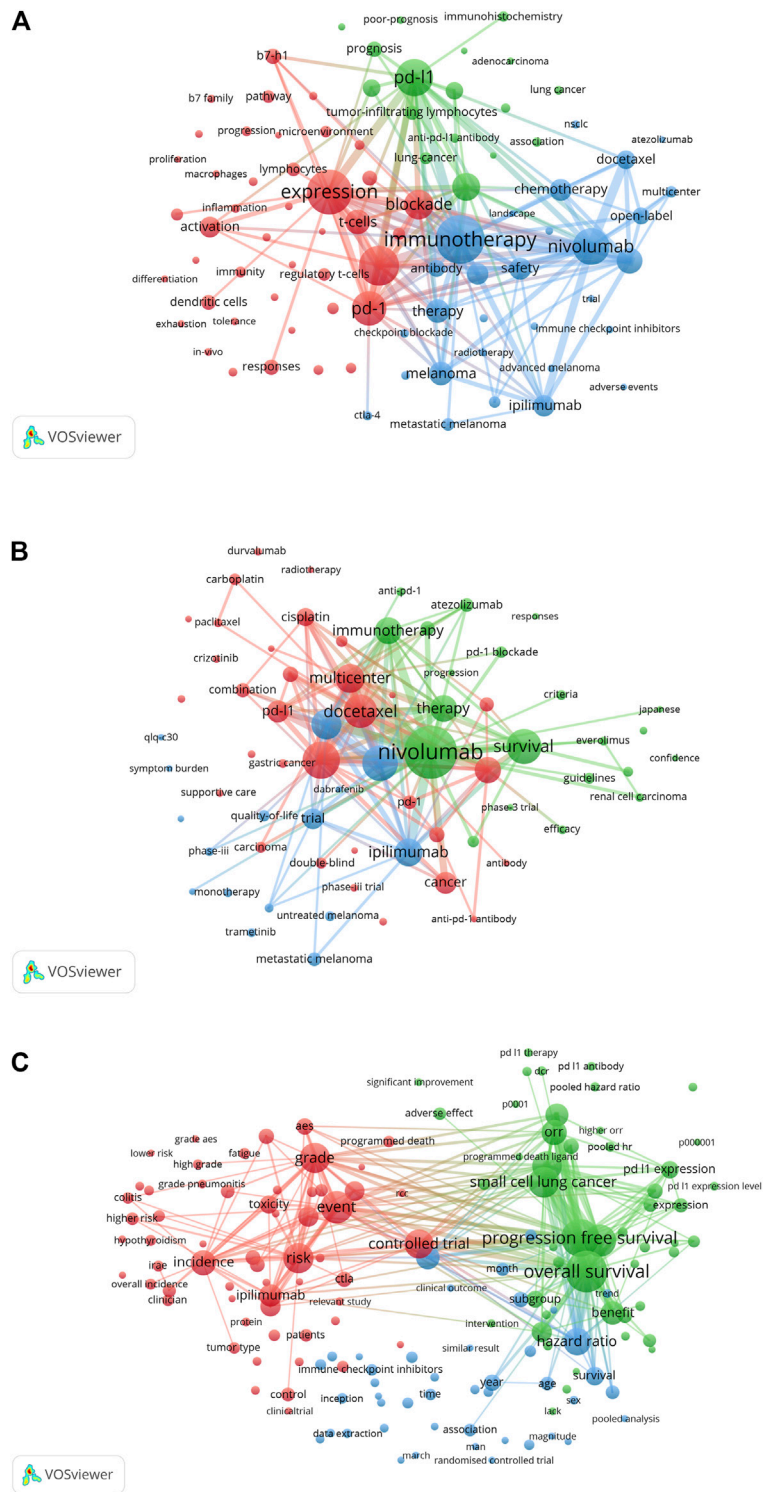 A
poor-prognosis
immunohistochemistry
b7-h1
prognosis
adenocarcinoma
pd-l1
b7 family
pathway
lung cancer
tumor-infiltrating lymphocytes
nsclc
progression
microenvironment
anti-pd-l1 antibody
association
atezolizumab
proliferation
lymphocytes
lung-cancer
docetaxel
macrophages
expression
chemotherapy
multicenter
inflammation
blockade
landscape
open-label
activation
t-cells
immunotherapy
nivolumab
differentiation
immunity
regulatory t-cells
antibody
safety
dendritic cells
pd-1
therapy
trial
exhaustion
tolerance
checkpoint blockade
Immune checkpoint inhibitors
in-vivo
radiotherapy
responses
melanoma
advanced melanoma
adverse events
ctla-4
metastatic melanoma
ipilimumab
VOSviewer
B
durvalumab
carboplatin
radiotherapy
anti-pd-1
atezolizumab
paclitaxel
cisplatin
immunotherapy
responses
crizotinib
pd-1 blockade
combination
multicenter
progression
criteria
pd-l1
docetaxel
therapy
japanese
qlq-c30
nivolumab
survival
everolimus
confidence
symptom burden
gastric cancer
guidelines
supportive care
dabrafenib
pd-1
renal cell carcinoma
quality-of-life
trial
phase-3 trial
efficacy
phase-iii
carcinoma
ipilimumab
double-blind
antibody
monotherapy
phase-iii trial
cancer
untreated melanoma
anti-pd-1 antibody
trametinib
metastatic melanoma
VOSviewer
C
pd l1 therapy
dcr
pd l1 antibody
significant improvement
pooled hazard ratio
p0001
adverse effect
aes
orr
higher orr
p000001
grade aes
programmed death
lower risk
fatigue
pooled hr
high grade
grade
programmed death ligand
pd l1 expression
grade pneumonitis
small cell lung cancer
pd l1 expression level
colitis
rcr
toxicity
event
expression
higher risk
hypothyroidism
controlled trial
progression free survival
incidence
risk
irae
month
overall survival
overall incidence
ctla
clinical outcome
trend
clinician
ipilimumab
relevant study
subgroup
benefit
protein
intervention
patients
hazard ratio
tumor type
similar result
immune checkpoint inhibitors
year
age
survival
control
inception
time
sex
clinicaltrial
lack
pooled analysis
data extraction
association
magnitude
man
march
randomised controlled trial
VOSviewer